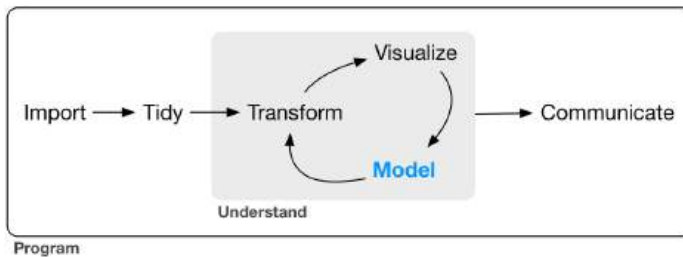 Visualize
Import Tidy Transform Communicate
Model
Understand
Program